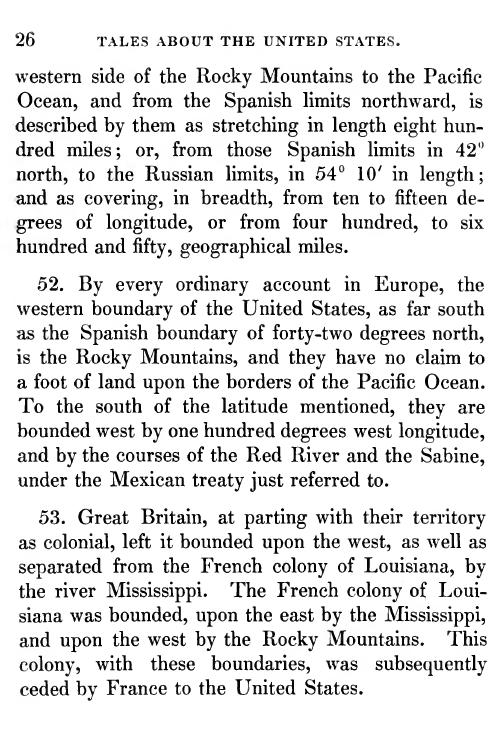 26 TALES ABOUT THE UNITED STATES.
western side of the Rocky Mountains to the Pacific
Ocean, and from the Spanish limits northward, is
described by them as stretching in length eight hun-
dred miles; or, from those Spanish limits in 42°
north, to the Russian limits, in 54° 10′ in length;
and as covering, in breadth, from ten to fifteen de-
grees of longitude, or from four hundred, to six
hundred and fifty, geographical miles.
52. By every ordinary account in Europe, the
western boundary of the United States, as far south
as the Spanish boundary of forty-two degrees north,
is the Rocky Mountains, and they have no claim to
a foot of land upon the borders of the Pacific Ocean.
To the south of the latitude mentioned, they are
bounded west by one hundred degrees west longitude,
and by the courses of the Red River and the Sabine,
under the Mexican treaty just referred to.
53. Great Britain, at parting with their territory
as colonial, left it bounded upon the west, as well as
separated from the French colony of Louisiana, by
the river Mississippi. The French colony of Loui-
siana was bounded, upon the east by the Mississippi,
and upon the west by the Rocky Mountains. This
colony, with these boundaries, was subsequently
ceded by France to the United States.